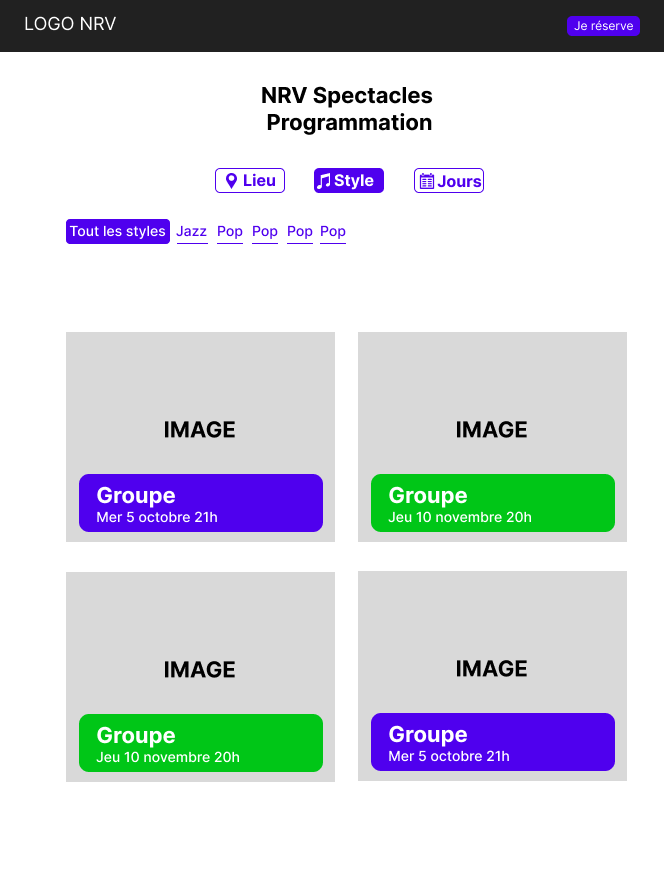 LOGO NRV
Je réserve
NRV Spectacles
Programmation
Lieu
Style
Jours
Tout les styles Jazz Pop Pop Pop Pop
IMAGE
Groupe
Mer 5 octobre 21h
IMAGE
Groupe
Jeu 10 novembre 20h
IMAGE
Groupe
Jeu 10 novembre 20h
IMAGE
Groupe
Mer 5 octobre 21h